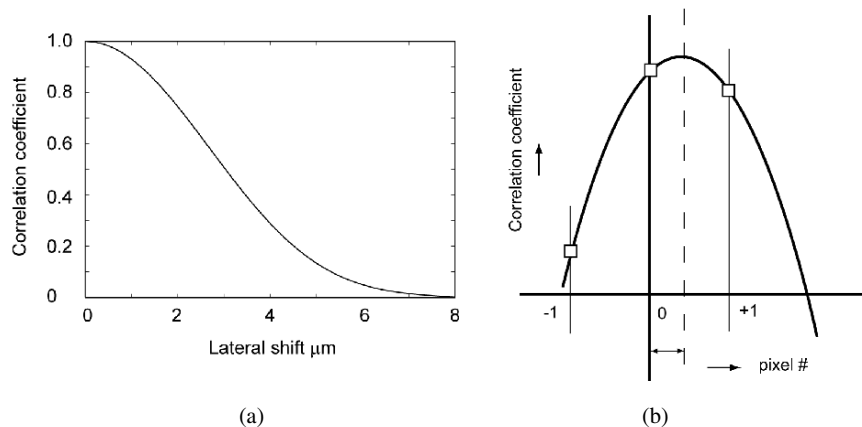 1.0
0.8
0.6
0.4
0.2
0
0
2
4
6
8
Correlation coefficient
Lateral shift μm
(a)
Correlation coefficient
-1
0
+1
pixel #
(b)